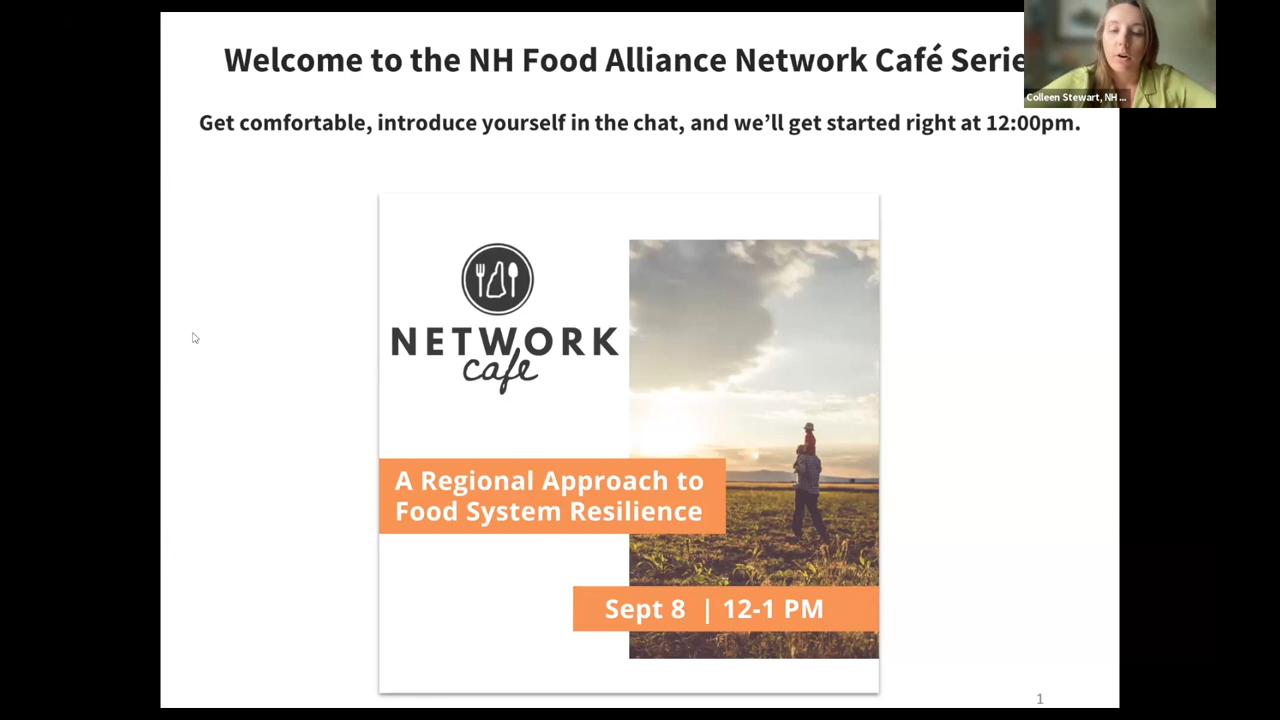 Welcome to the NH Food Alliance Network Café Serie
Colleen Stewart, NH ...
Get comfortable, introduce yourself in the chat, and we'll get started right at 12:00pm.
NETWORK
cafe
A Regional Approach to
Food System Resilience
Sept 8 | 12-1 PM
1